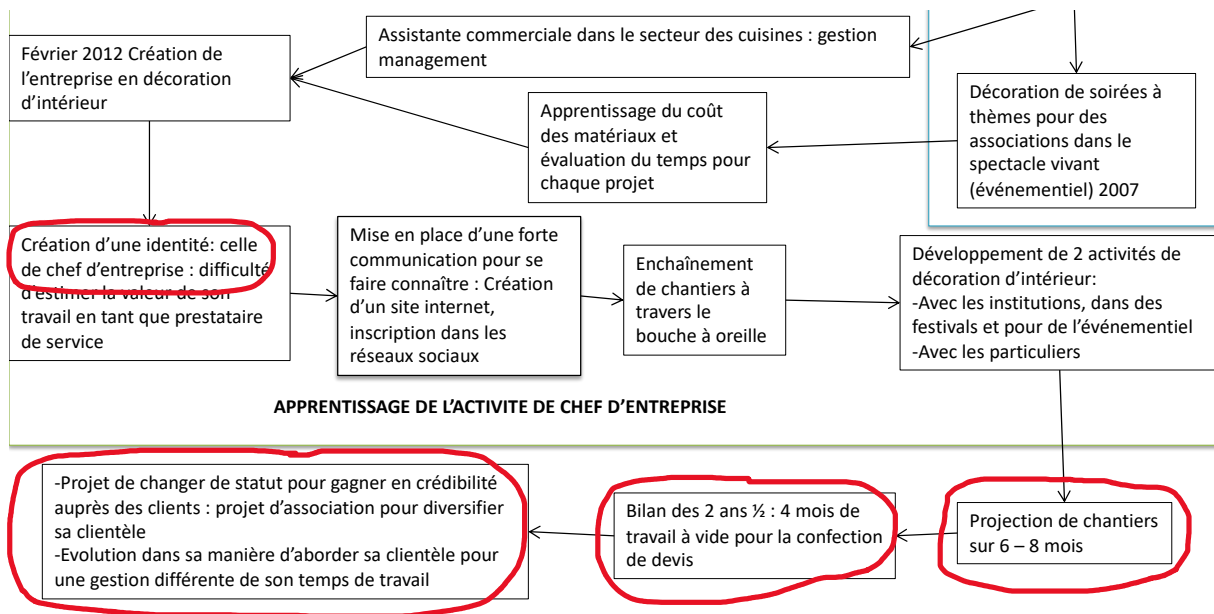 Assistante commerciale dans le secteur des cuisines : gestion
management
Février 2012 Création de
l'entreprise en décoration
d'intérieur
Apprentissage du coût
des matériaux et
évaluation du temps pour
chaque projet
Décoration de soirées à
thèmes pour des
associations dans le
spectacle vivant
(événementiel) 2007
Création d'une identité: celle
de chef d'entreprise : difficulté
d'estimer la valeur de son
travail en tant que prestataire
de service
Mise en place d'une forte
communication pour se
faire connaître : Création
d'un site internet,
inscription dans les
réseaux sociaux
Enchaînement
de chantiers à
travers le
bouche à oreille
Développement de 2 activités de
décoration d'intérieur:
-Avec les institutions, dans des
festivals et pour de l'événementiel
-Avec les particuliers
APPRENTISSAGE DE L'ACTIVITE DE CHEF D'ENTREPRISE
-Projet de changer de statut pour gagner en crédibilité
auprès des clients : projet d'association pour diversifier
sa clientèle
-Evolution dans sa manière d'aborder sa clientèle pour
une gestion différente de son temps de travail
Bilan des 2 ans ½ : 4 mois de
travail à vide pour la confection
de devis
Projection de chantiers
sur 6 – 8 mois